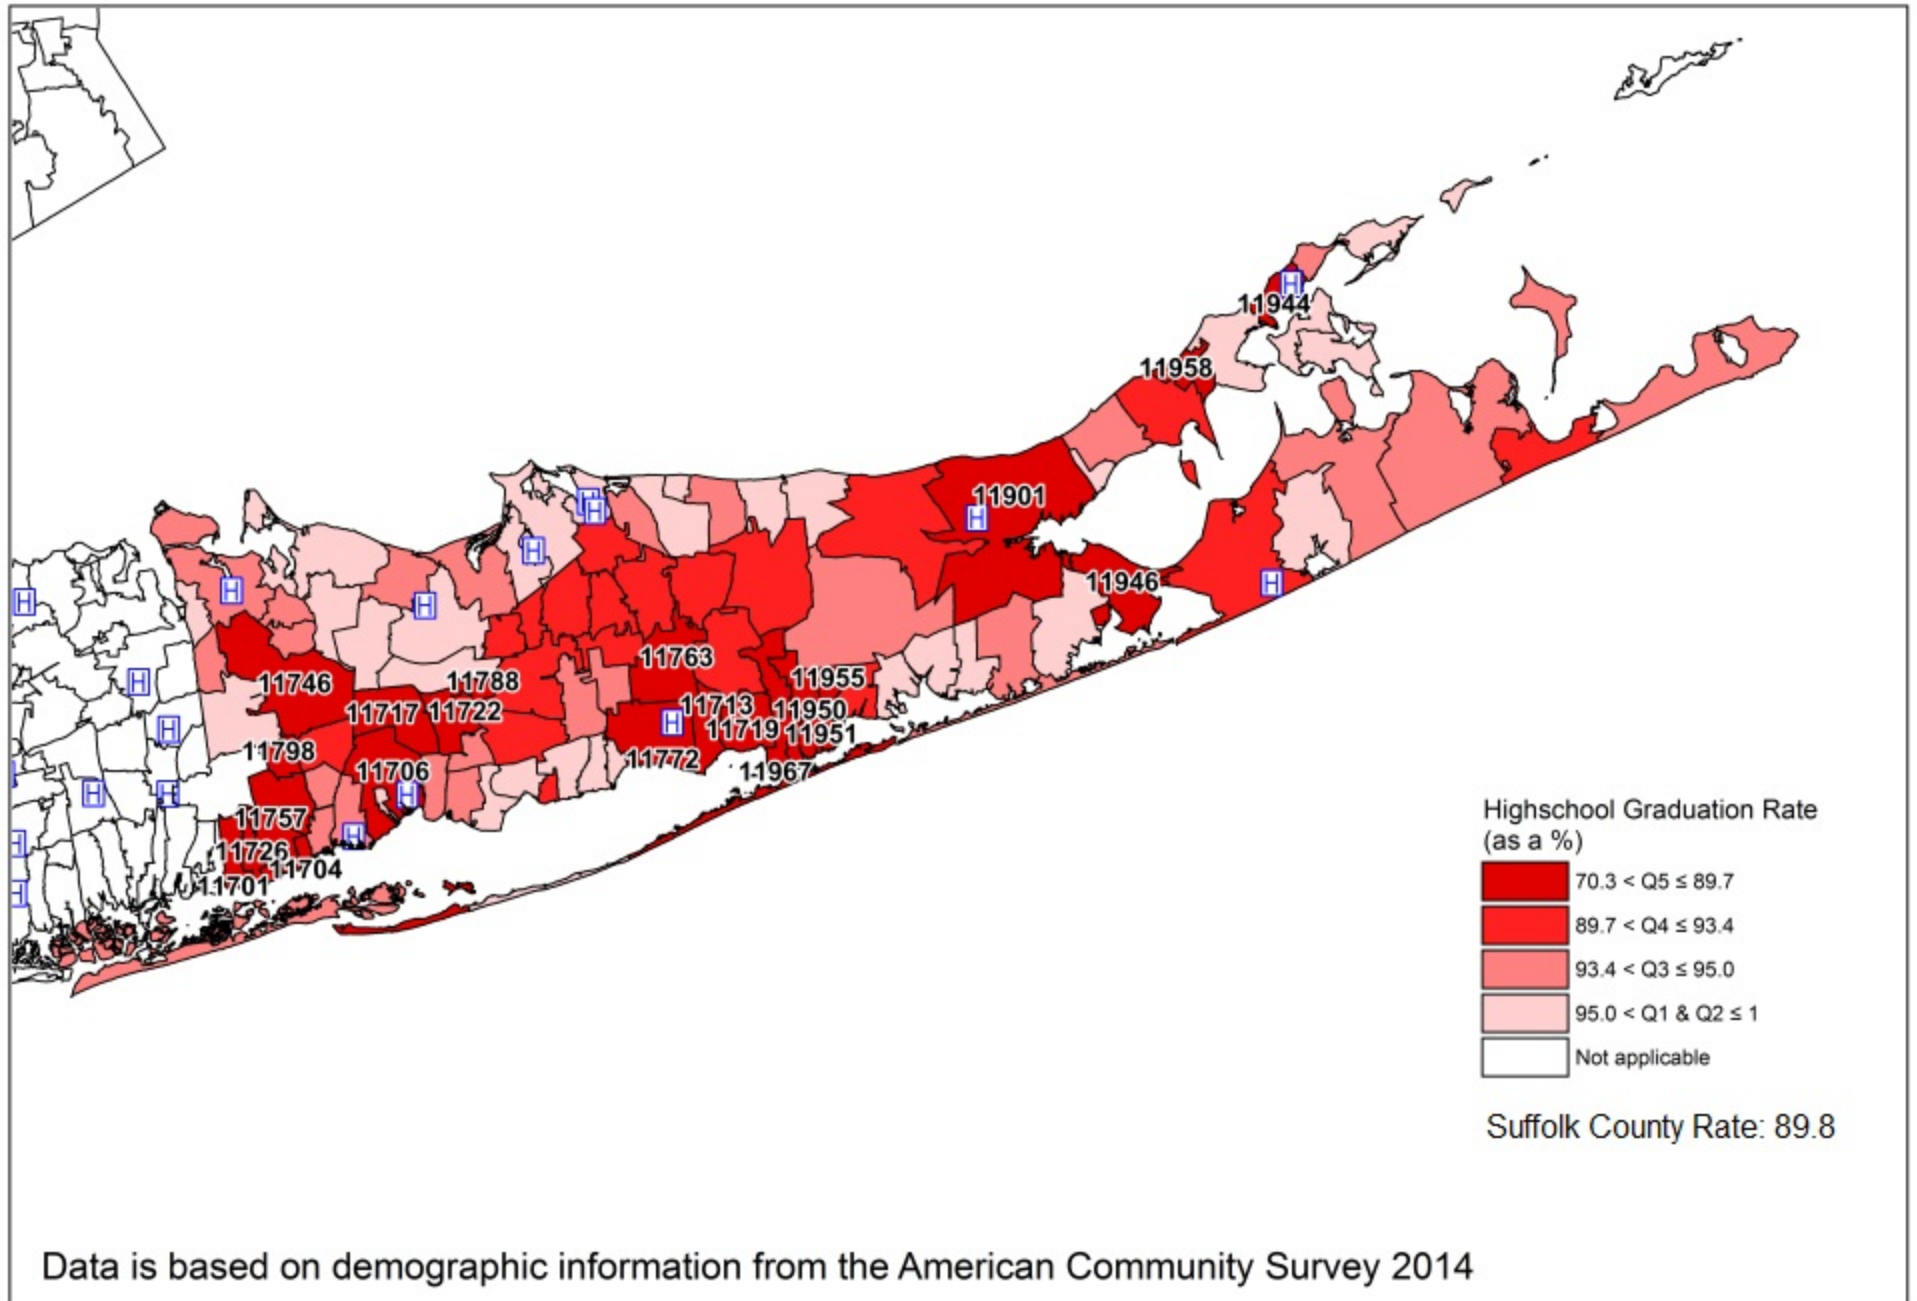 H
11944
11958
H
11901
H
H
H
11946
H
H
H
H
11763
H
11746
11788
11955
11717
11722
11713
11950
H
H
11719
11951
11798
11772
11706
11967
H
H
H
11757
H
H
11726
11704
11701
H
Highschool Graduation Rate
(as a %)
70.3 < Q5 ≤ 89.7
89.7 < Q4 ≤ 93.4
93.4 < Q3 ≤ 95.0
95.0 < Q1 & Q2 ≤ 1
Not applicable
Suffolk County Rate: 89.8
Data is based on demographic information from the American Community Survey 2014